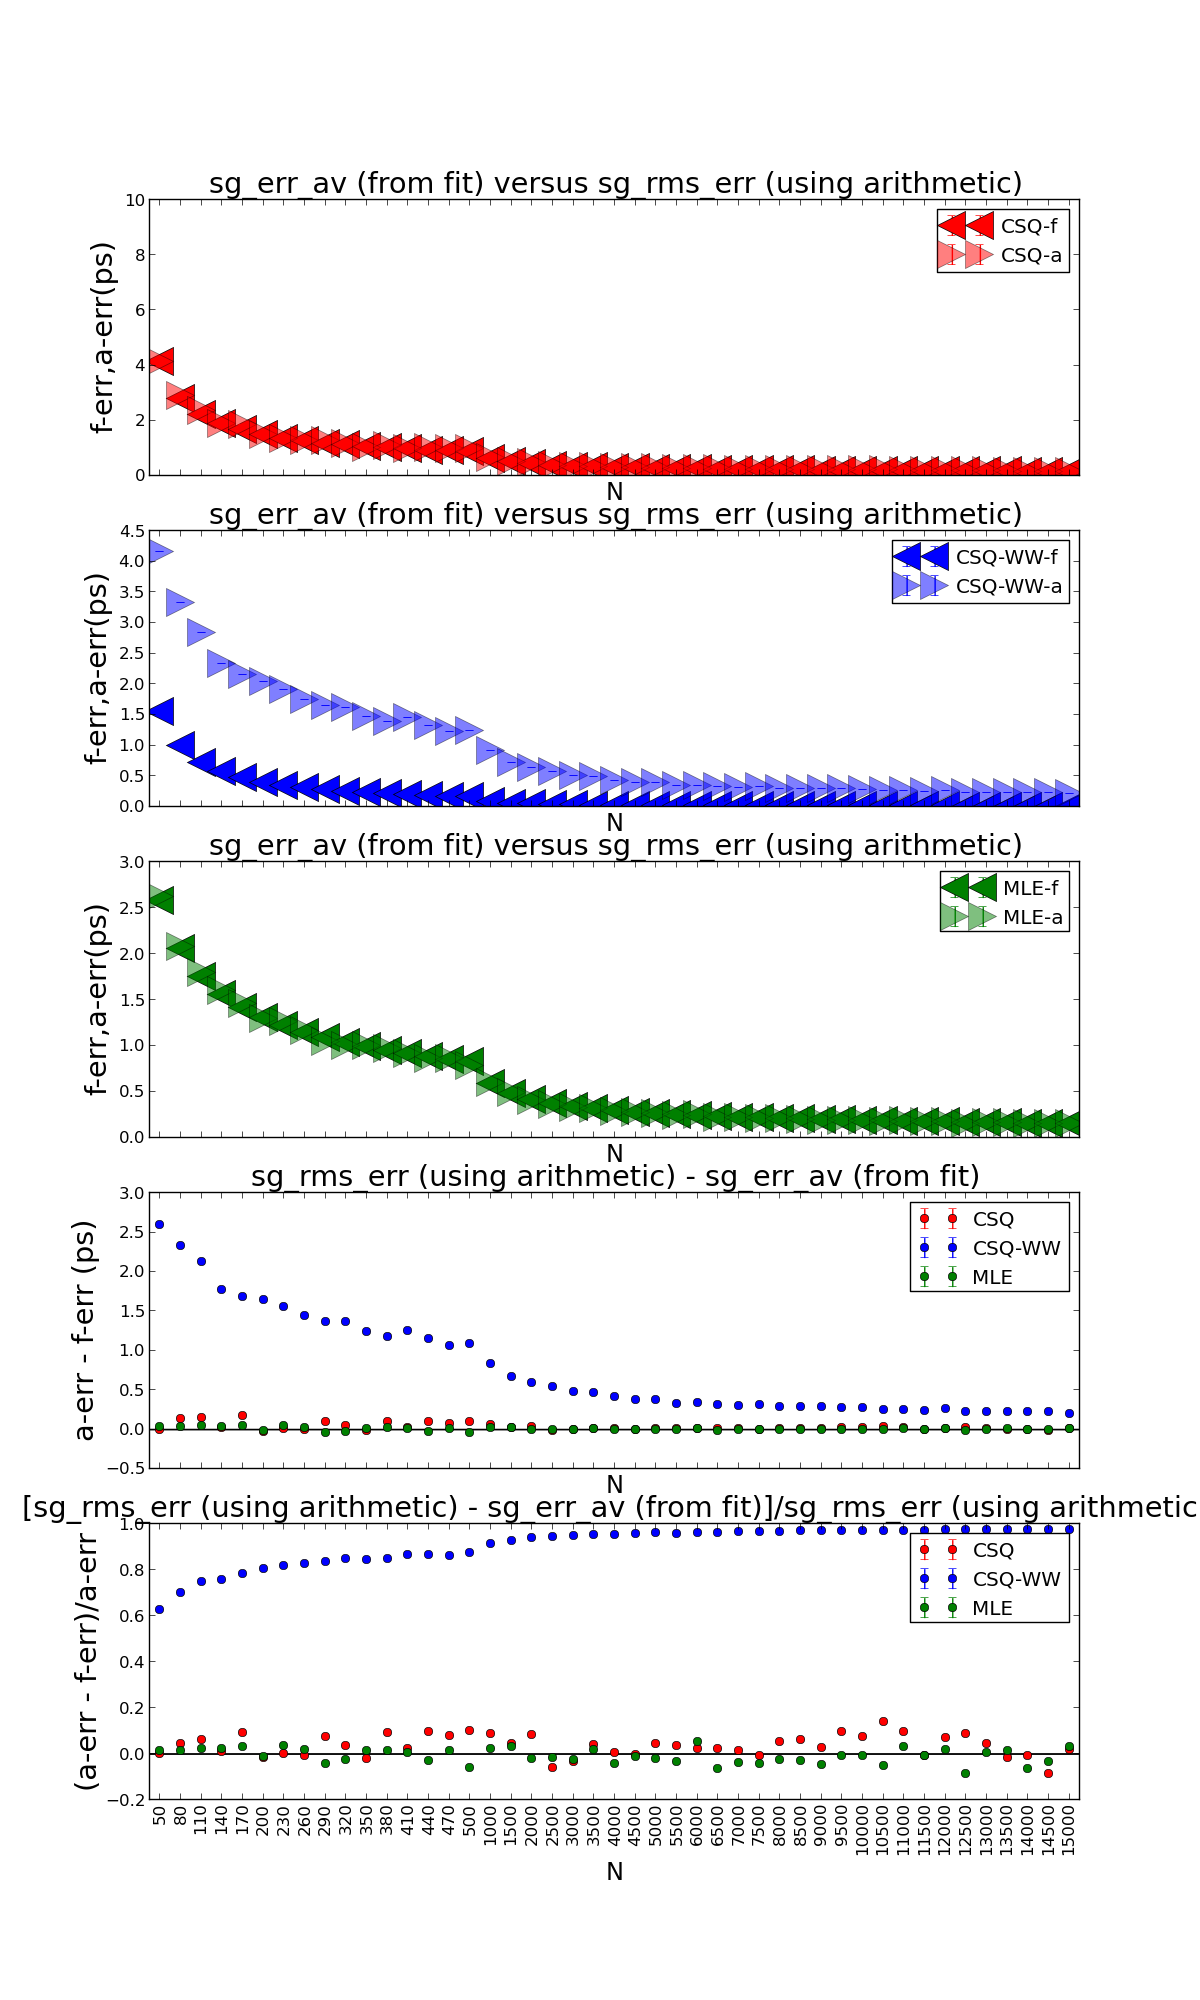 sg_err_av (from fit) versus sg_rms_err (using arithmetic)
10
8
6
4
2
0
f-err,a-err(ps)
CSQ-f
CSQ-a
N
sg_err_av (from fit) versus sg_rms_err (using arithmetic)
4.5
4.0
3.5
3.0
2.5
2.0
1.5
1.0
0.5
0.0
f-err,a-err(ps)
CSQ-WW-f
CSQ-WW-a
N
sg_err_av (from fit) versus sg_rms_err (using arithmetic)
3.0
2.5
2.0
1.5
1.0
0.5
0.0
f-err,a-err(ps)
MLE-f
MLE-a
N
sg_rms_err (using arithmetic) - sg_err_av (from fit)
3.0
2.5
2.0
1.5
1.0
0.5
0.0
−0.5
a-err - f-err (ps)
CSQ
CSQ-WW
MLE
N
[sg_rms_err (using arithmetic) - sg_err_av (from fit)]/sg_rms_err (using arithmetic
1.0
0.8
0.6
0.4
0.2
0.0
−0.2
(a-err - f-err)/a-err
CSQ
CSQ-WW
MLE
50 80 110 140 170 200 230 260 290 320 350 380 410 440 470 500 1000 1500 2000 2500 3000 3500 4000 4500 5000 5500 6000 6500 7000 7500 8000 8500 9000 9500 10000 10500 11000 11500 12000 12500 13000 13500 14000 14500 15000
N